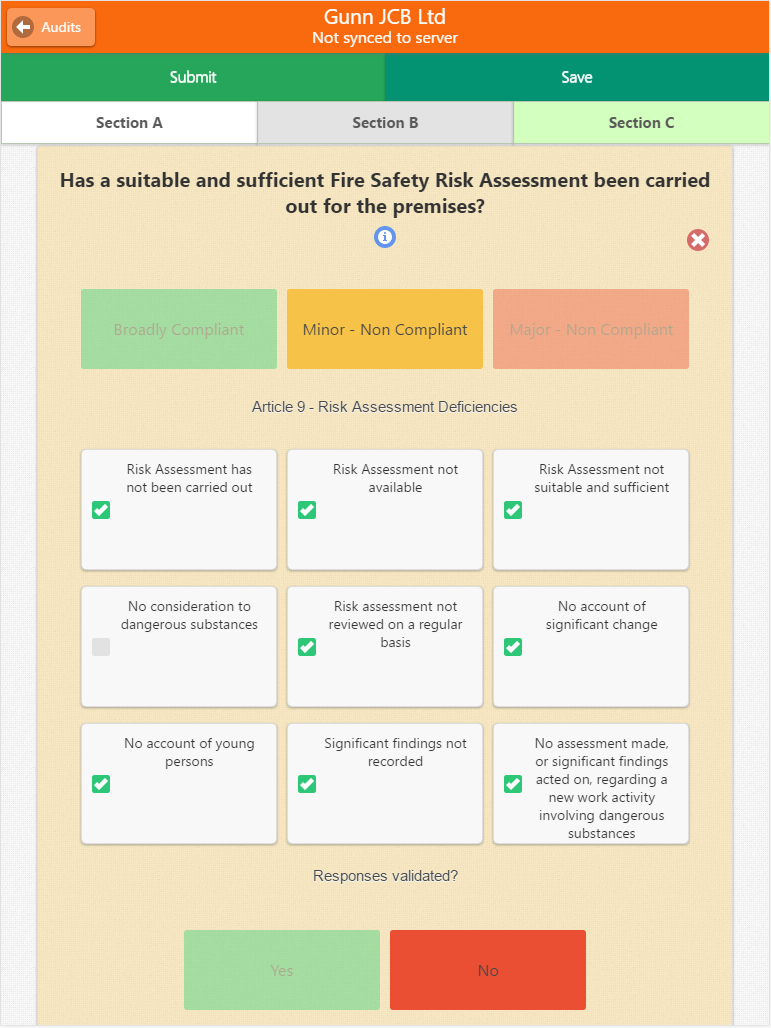 Gunn JCB Ltd
Audits
Not synced to server
Submit
Save
Section A
Section B
Section C
Has a suitable and sufficient Fire Safety Risk Assessment been carried
out for the premises?
i
Broadly Compliant
Minor - Non Compliant
Major - Non Compliant
Article 9 - Risk Assessment Deficiencies
Risk Assessment has
not been carried out
Risk Assessment not
available
Risk Assessment not
suitable and sufficient
No consideration to
dangerous substances
Risk assessment not
reviewed on a regular
basis
No account of
significant change
No account of young
persons
Significant findings not
recorded
No assessment made,
or significant findings
acted on, regarding a
new work activity
involving dangerous
substances
Responses validated?
Yes
No